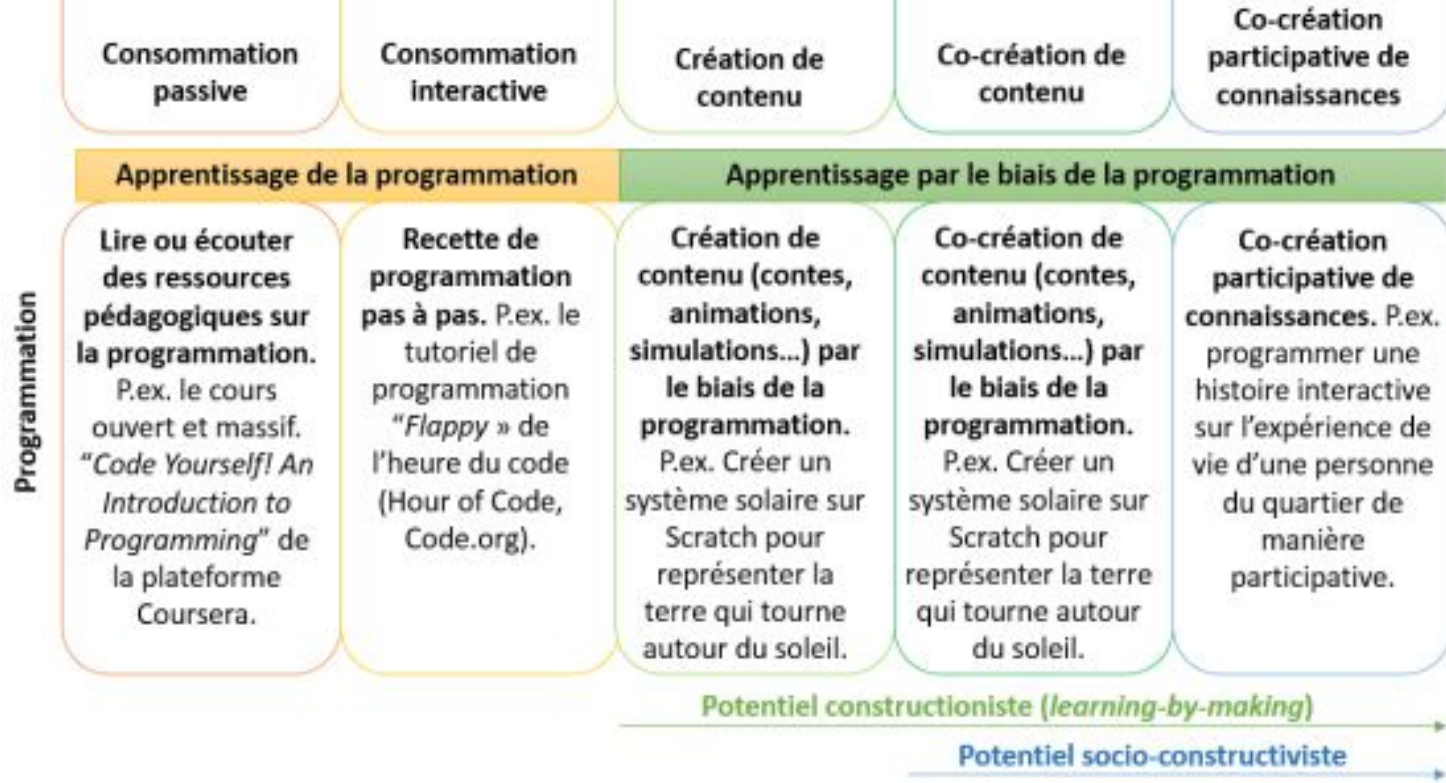 Consommation
passive
Consommation
interactive
Création de
contenu
Co-création de
contenu
Co-création
participative de
connaissances
Apprentissage de la programmation
Apprentissage par le biais de la programmation
Programmation
Lire ou écouter
des ressources
pédagogiques sur
la programmation.
P.ex. le cours
ouvert et massif.
“Code Yourself! An
Introduction to
Programming” de
la plateforme
Coursera.
Recette de
programmation
pas à pas. P.ex. le
tutoriel de
programmation
“Flappy » de
l’heure du code
(Hour of Code,
Code.org).
Création de
contenu (contes,
animations,
simulations...) par
le biais de la
programmation.
P.ex. Créer un
système solaire sur
Scratch pour
représenter la
terre qui tourne
autour du soleil.
Co-création de
contenu (contes,
animations,
simulations...) par
le biais de la
programmation.
P.ex. Créer un
système solaire sur
Scratch pour
représenter la terre
qui tourne autour
du soleil.
Co-création
participative de
connaissances. P.ex.
programmer une
histoire interactive
sur l’expérience de
vie d’une personne
du quartier de
manière
participative.
Potentiel constructioniste (learning-by-making)
Potentiel socio-constructiviste